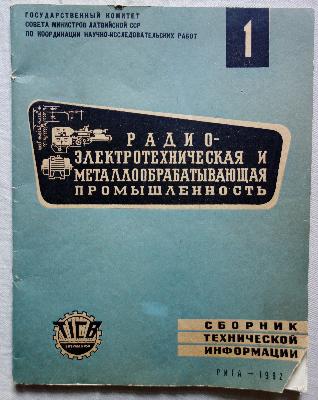 ГОСУДАРСТВЕННЫЙ КОМИТЕТ
СОВЕТА МИНИСТРОВ ЛАТВИЙСКОЙ ССР
ПО КООРДИНАЦИИ НАУЧНО-ИССЛЕДОВАТЕЛЬСКИХ РАБОТ
1
РАДИО-
ЭЛЕКТРОТЕХНИЧЕСКАЯ И
МЕТАЛЛООБРАБАТЫВАЮЩАЯ
ПРОМЫШЛЕННОСТЬ
СБОРНИК
ТЕХНИЧЕСКОЙ
ИНФОРМАЦИИ
РИГА — 1962